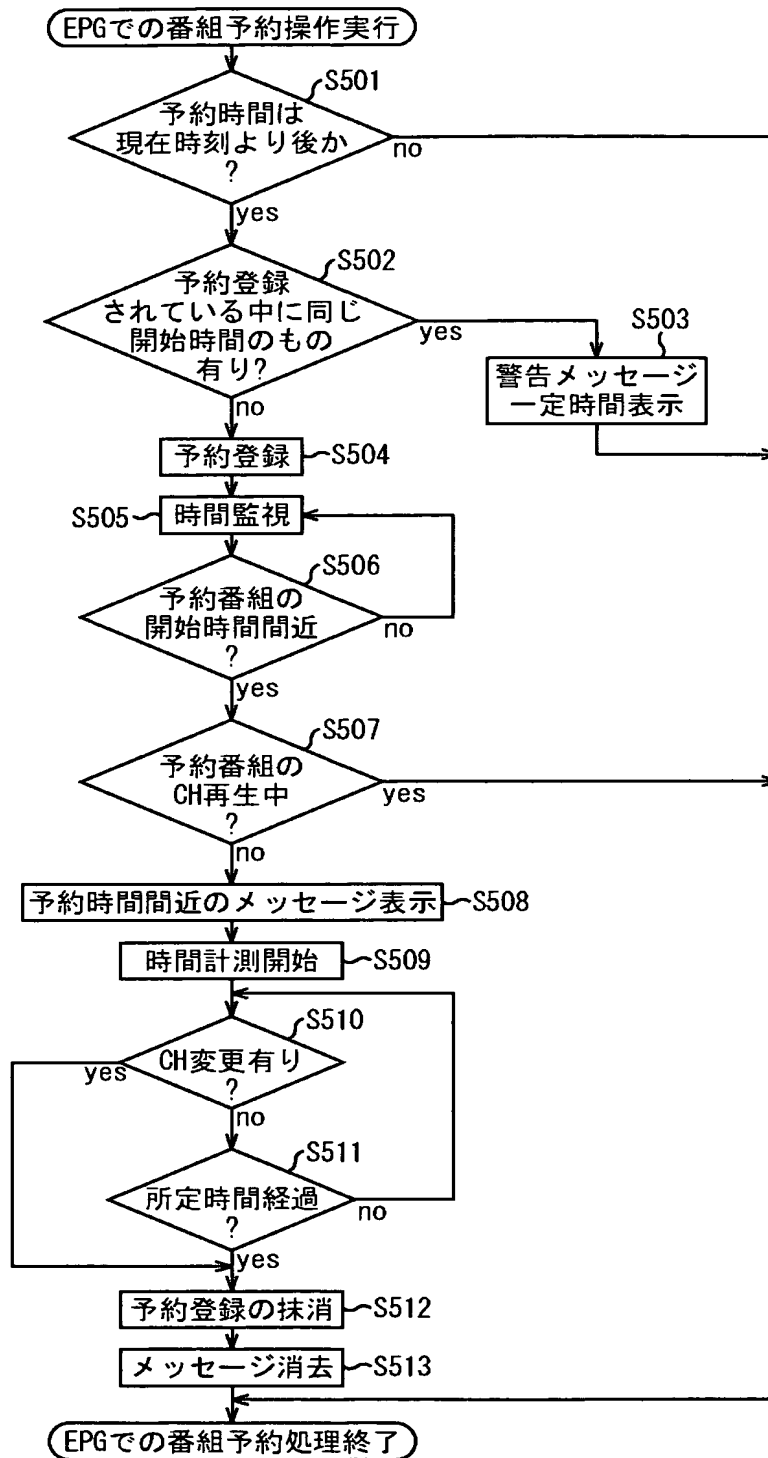 EPGでの番組予約操作実行
S501
予約時間は
現在時刻より後か
?
no
yes
S502
予約登録
されている中に同じ
開始時間のもの
有り?
yes
no
S503
警告メッセージ
一定時間表示
予約登録
S504
S505
時間監視
S506
予約番組の
開始時間間近
?
no
yes
S507
予約番組の
CH再生中
?
yes
no
予約時間間近のメッセージ表示
S508
時間計測開始
S509
S510
CH変更有り
?
yes
no
S511
所定時間経過
?
no
yes
予約登録の抹消
S512
メッセージ消去
S513
EPGでの番組予約処理終了